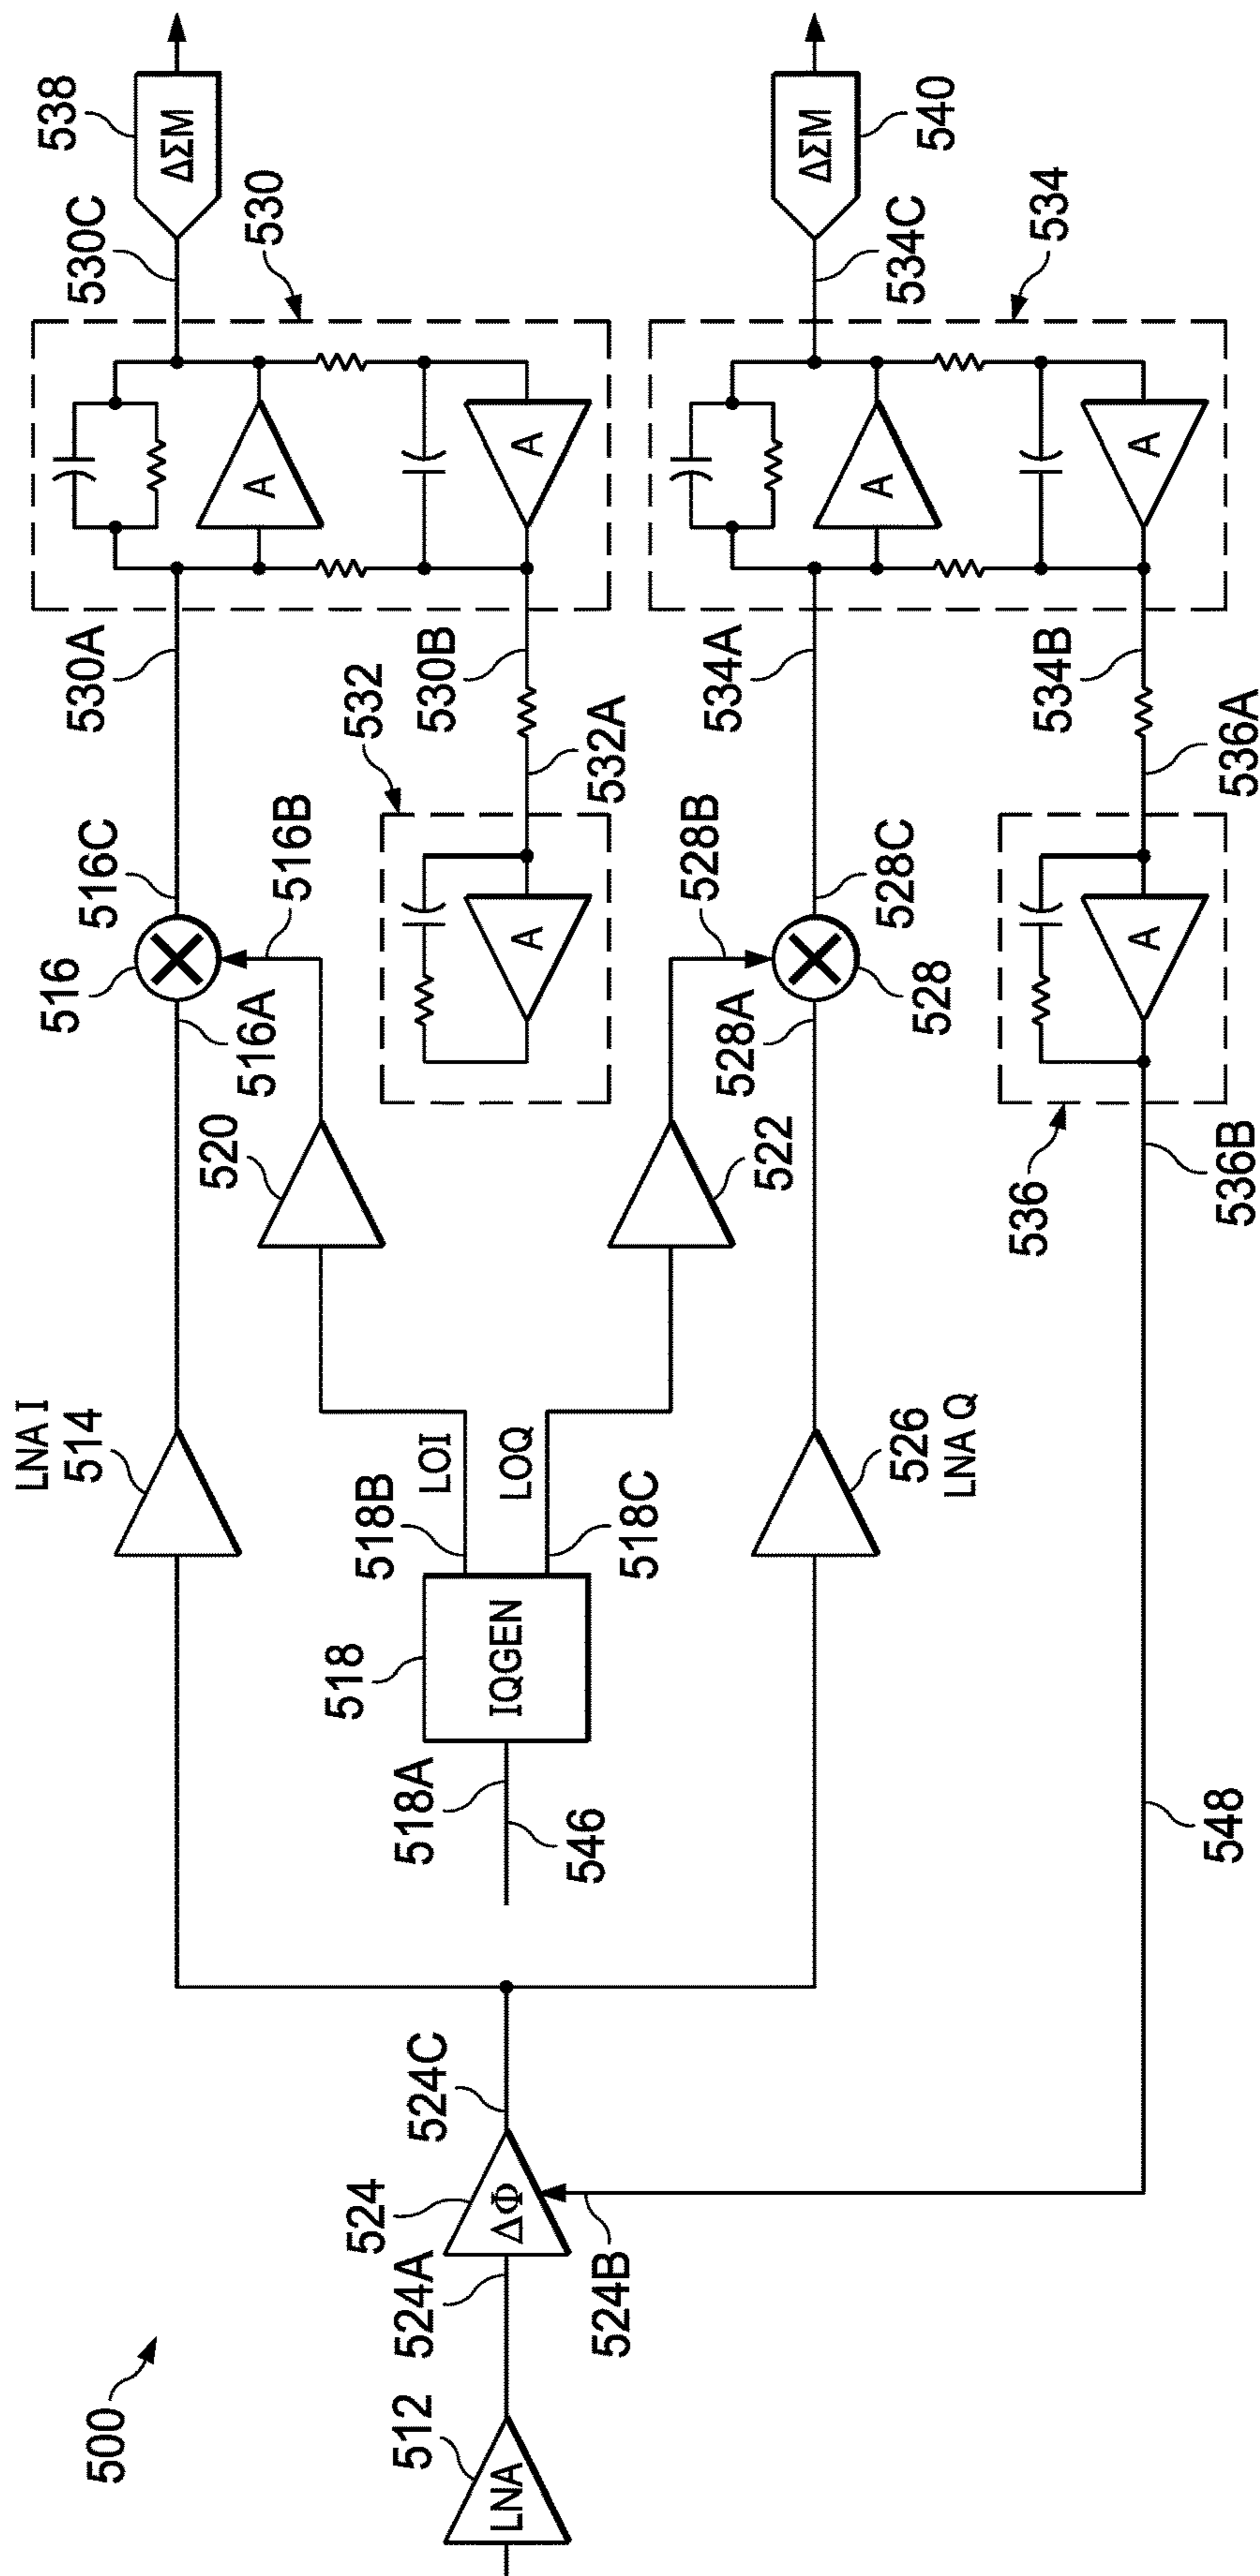 500
512
LNA
524A
524
ΔΦ
524B
524C
518A
546
518
IQGEN
518B
LOI
LOQ
518C
LNA I
514
526
LNA Q
548
520
522
516
516A
516B
516C
528A
528
528B
528C
532
A
532A
536
A
536A
536B
530A
530B
530
A
A
530C
534A
534B
534
A
A
534C
538
ΔΣM
540
ΔΣM